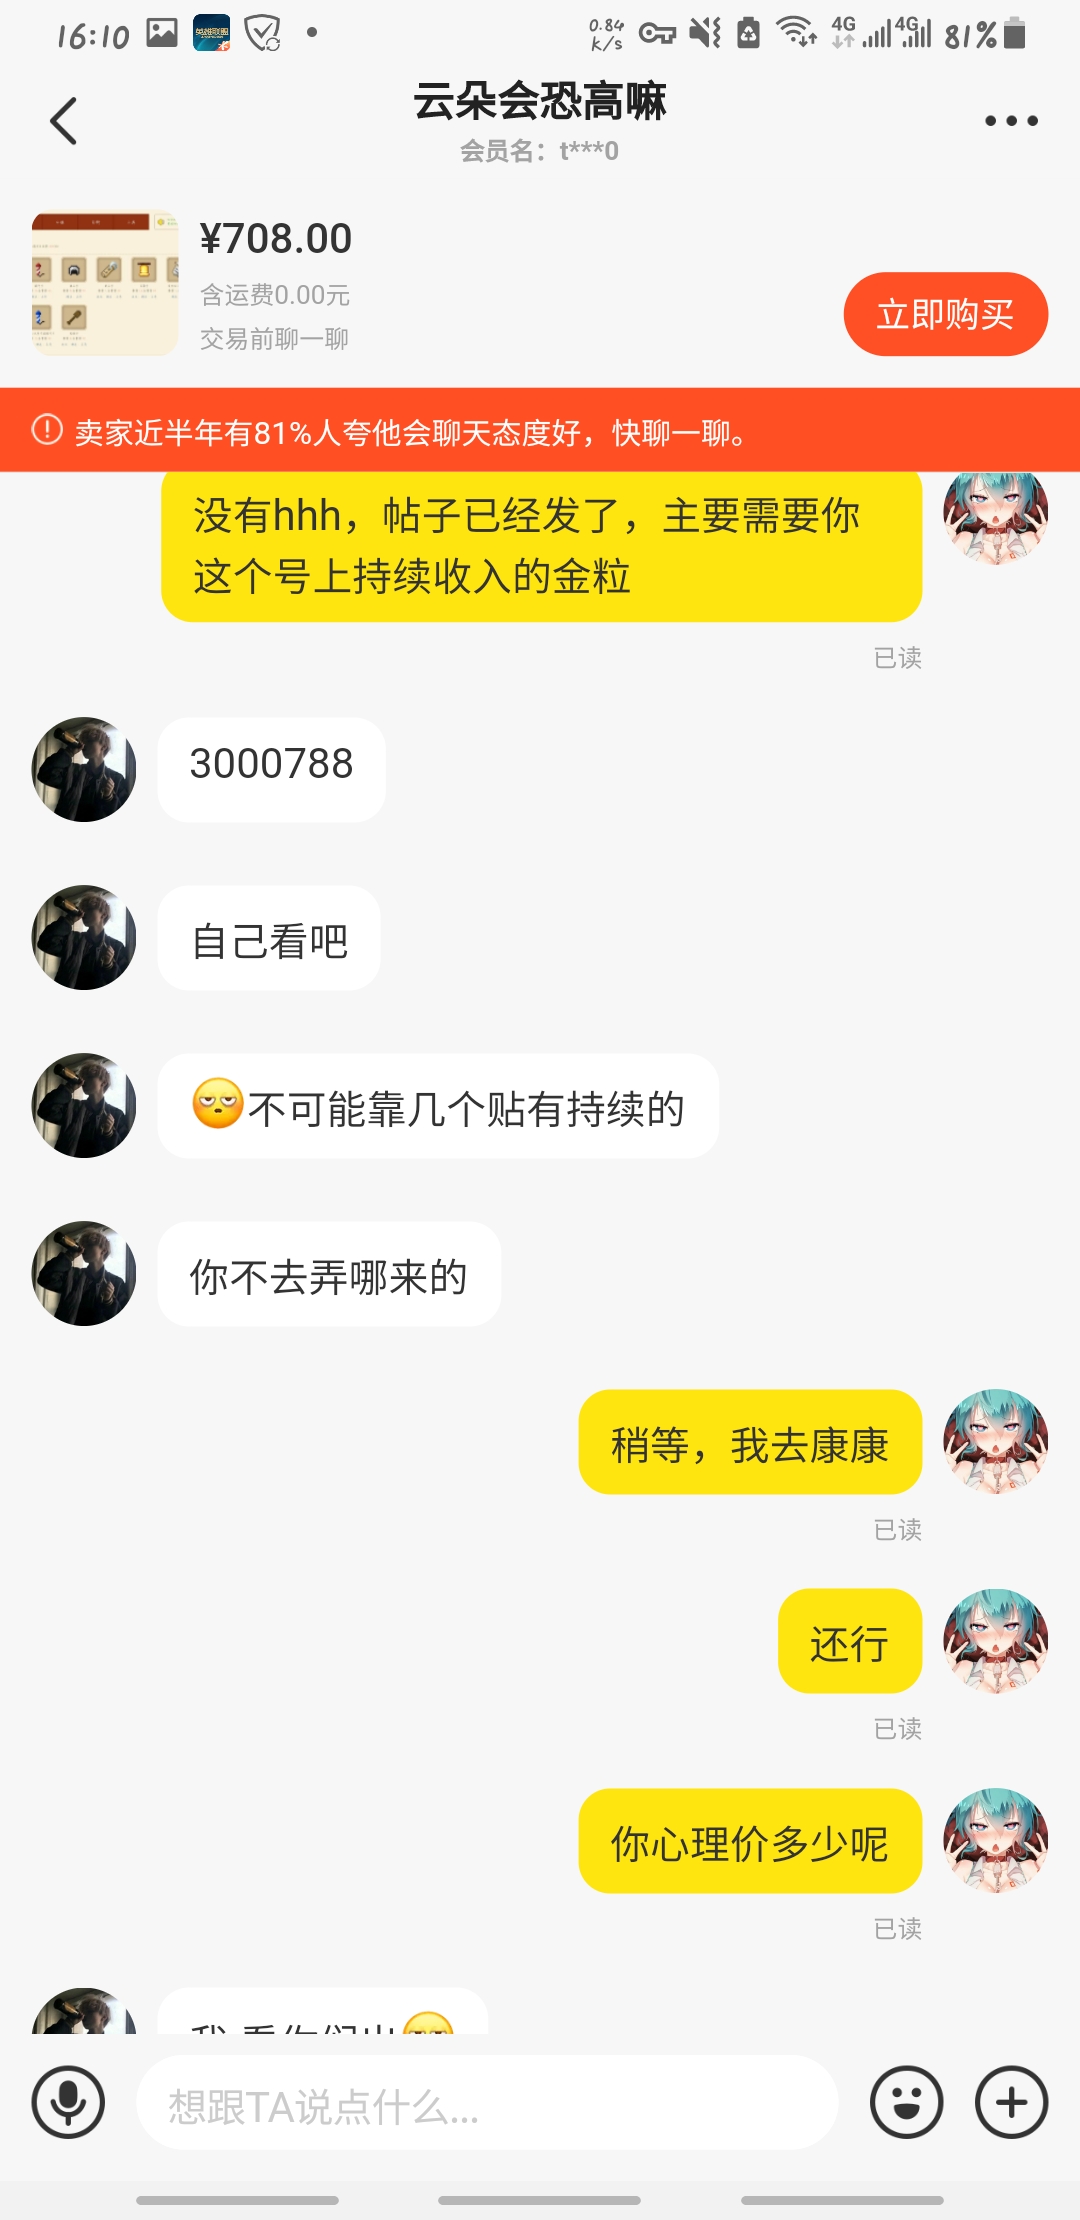 16:10
0.84
K/s
4G
4G
81%
云朵会恐高嘛
会员名：t***0
¥708.00
含运费0.00元
交易前聊一聊
立即购买
卖家近半年有81%人夸他会聊天态度好，快聊一聊。
没有hhh，帖子已经发了，主要需要你
这个号上持续收入的金粒
已读
3000788
自己看吧
不可能靠几个贴有持续的
你不去弄哪来的
稍等，我去康康
已读
还行
已读
你心理价多少呢
已读
想跟TA说点什么...